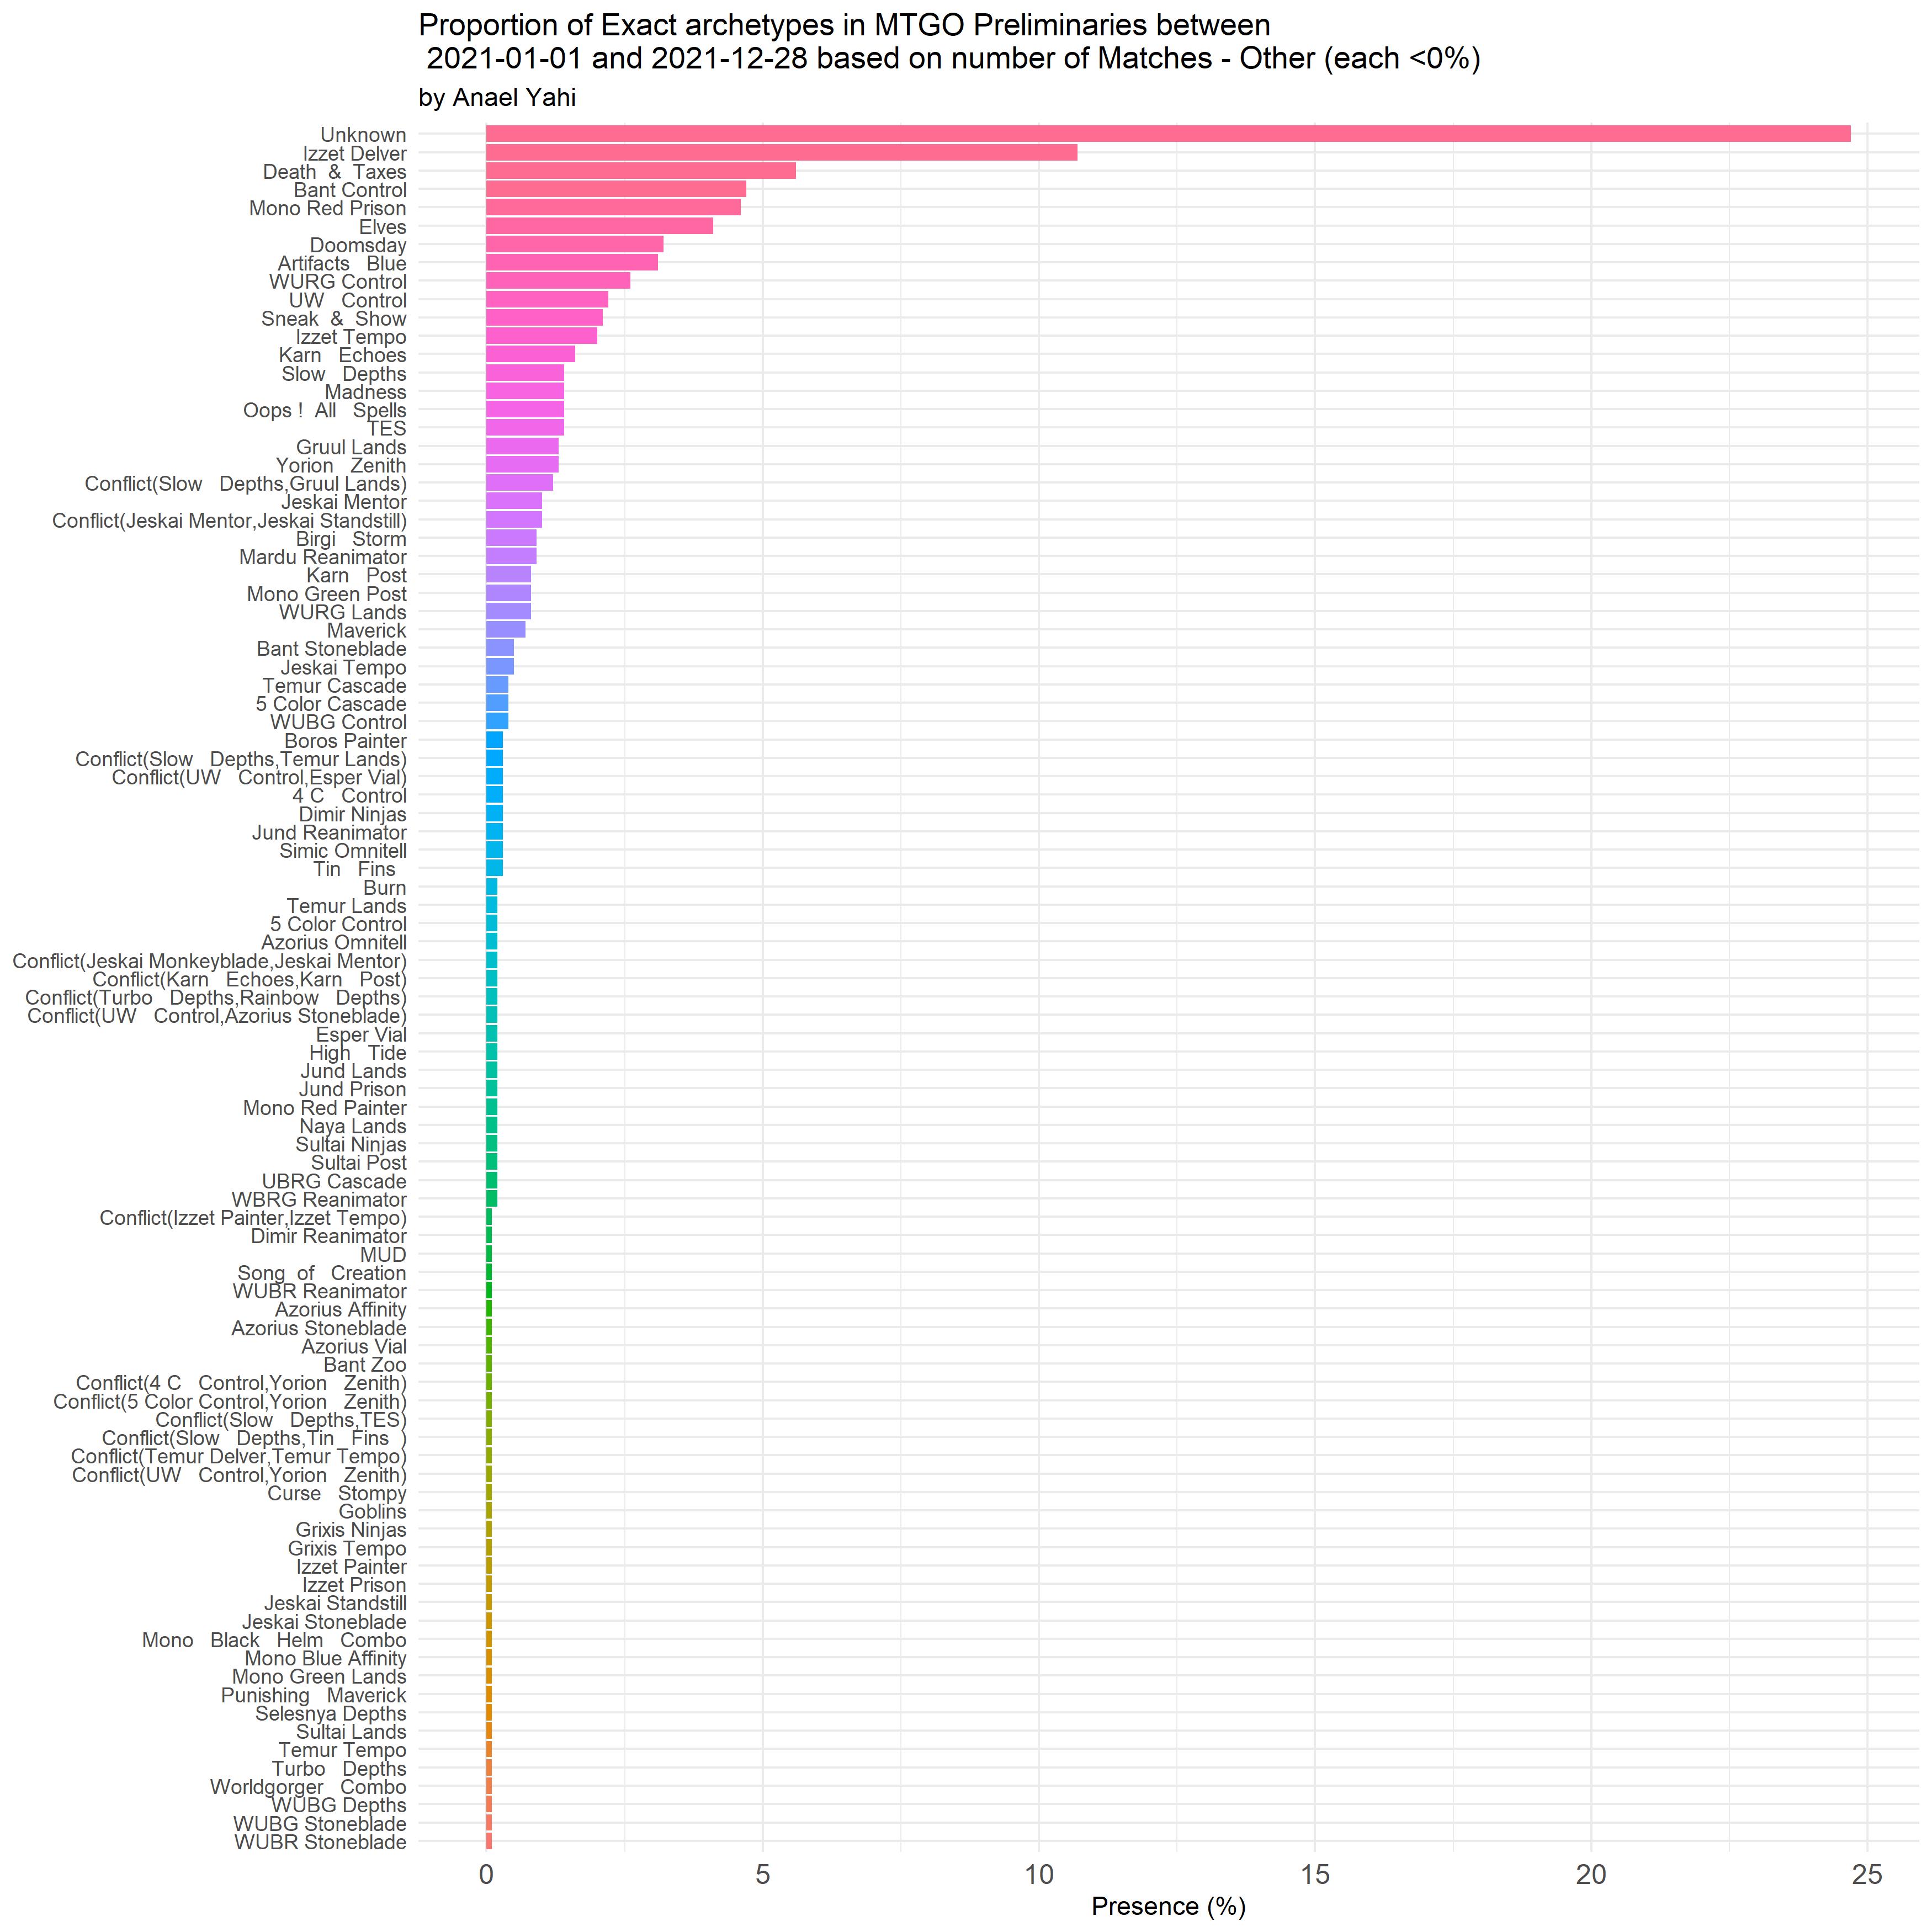 Proportion of Exact archetypes in MTGO Preliminaries between
2021-01-01 and 2021-12-28 based on number of Matches - Other (each <0%)
by Anael Yahi
Unknown
Izzet Delver
Death & Taxes
Bant Control
Mono Red Prison
Elves
Doomsday
Artifacts Blue
WURG Control
UW Control
Sneak & Show
Izzet Tempo
Karn Echoes
Slow Depths
Madness
Oops ! All Spells
TES
Gruul Lands
Yorion Zenith
Conflict(Slow Depths,Gruul Lands)
Jeskai Mentor
Conflict(Jeskai Mentor,Jeskai Standstill)
Birgi Storm
Mardu Reanimator
Karn Post
Mono Green Post
WURG Lands
Maverick
Bant Stoneblade
Jeskai Tempo
Temur Cascade
5 Color Cascade
WUBG Control
Boros Painter
Conflict(Slow Depths,Temur Lands)
Conflict(UW Control,Esper Vial)
4 C Control
Dimir Ninjas
Jund Reanimator
Simic Omnitell
Tin Fins
Burn
Temur Lands
5 Color Control
Azorius Omnitell
Conflict(Jeskai Monkeyblade,Jeskai Mentor)
Conflict(Karn Echoes,Karn Post)
Conflict(Turbo Depths,Rainbow Depths)
Conflict(UW Control,Azorius Stoneblade)
Esper Vial
High Tide
Jund Lands
Jund Prison
Mono Red Painter
Naya Lands
Sultai Ninjas
Sultai Post
UBRG Cascade
WBRG Reanimator
Conflict(Izzet Painter,Izzet Tempo)
Dimir Reanimator
MUD
Song of Creation
WUBR Reanimator
Azorius Affinity
Azorius Stoneblade
Azorius Vial
Bant Zoo
Conflict(4 C Control,Yorion Zenith)
Conflict(5 Color Control,Yorion Zenith)
Conflict(Slow Depths,TES)
Conflict(Slow Depths,Tin Fins )
Conflict(Temur Delver,Temur Tempo)
Conflict(UW Control,Yorion Zenith)
Curse Stompy
Goblins
Grixis Ninjas
Grixis Tempo
Izzet Painter
Izzet Prison
Jeskai Standstill
Jeskai Stoneblade
Mono Black Helm Combo
Mono Blue Affinity
Mono Green Lands
Punishing Maverick
Selesnya Depths
Sultai Lands
Temur Tempo
Turbo Depths
Worldgorger Combo
WUBG Depths
WUBG Stoneblade
WUBR Stoneblade
0 5 10 15 20 25
Presence (%)